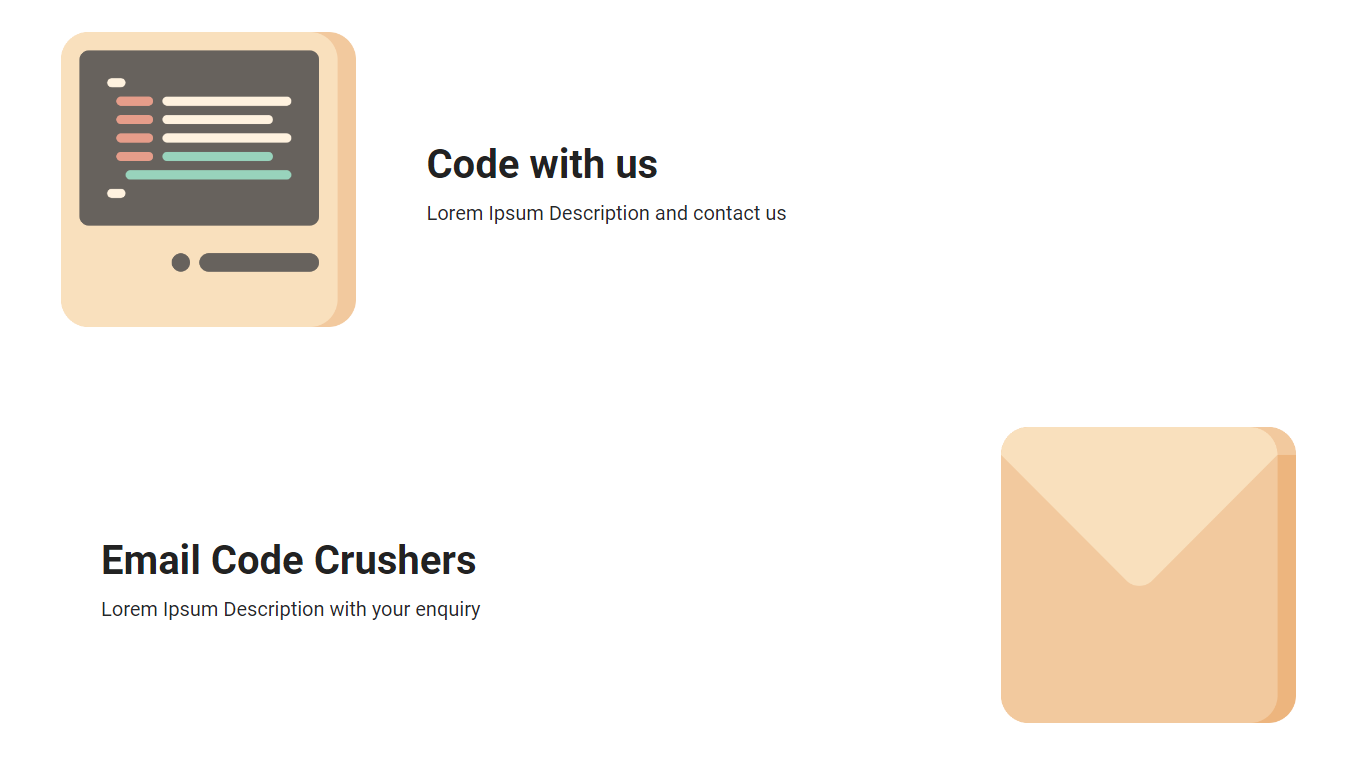 Code with us
Lorem Ipsum Description and contact us
Email Code Crushers
Lorem Ipsum Description with your enquiry